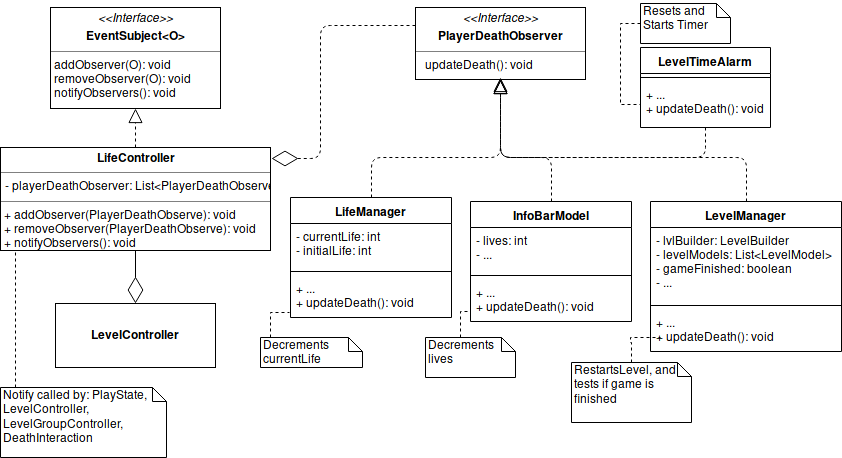 <<Interface>>
EventSubject<O>
addObserver(O): void
removeObserver(O): void
notifyObservers(): void
<<Interface>>
PlayerDeathObserver
updateDeath(): void
Resets and
Starts Timer
LevelTimeAlarm
+ ...
+ updateDeath(): void
LifeController
- playerDeathObserver: List<PlayerDeathObserve
+ addObserver(PlayerDeathObserve): void
+ removeObserver(PlayerDeathObserve): void
+ notifyObservers(): void
LifeManager
- currentLife: int
- initialLife: int
+ ...
+ updateDeath(): void
InfoBarModel
- lives: int
- ...
+ ...
+ updateDeath(): void
LevelManager
- lvlBuilder: LevelBuilder
- levelModels: List<LevelModel>
- gameFinished: boolean
- ...
+ ...
+ updateDeath(): void
LevelController
Decrements
currentLife
Decrements
lives
RestartsLevel, and
tests if game is
finished
Notify called by: PlayState,
LevelController,
LevelGroupController,
DeathInteraction